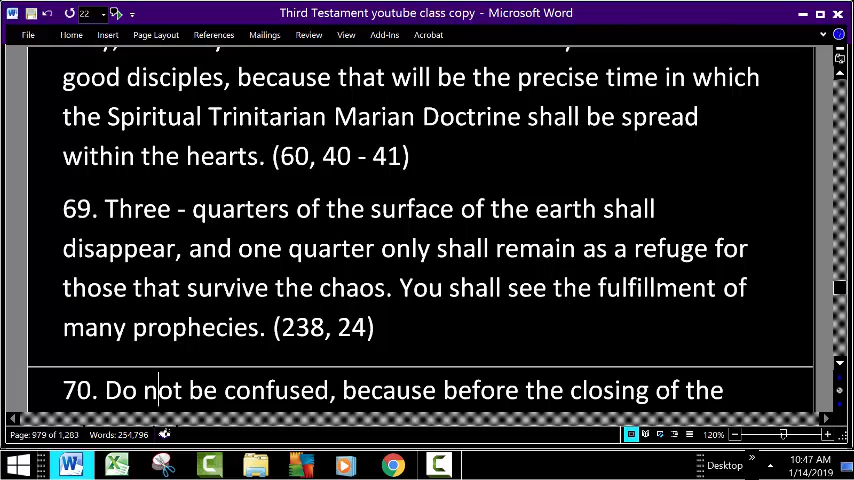 22
Third Testament youtube class copy - Microsoft Word
File Home Insert Page Layout References Mailings Review View Add-Ins Acrobat
good disciples, because that will be the precise time in which
the Spiritual Trinitarian Marian Doctrine shall be spread
within the hearts. (60, 40 - 41)
69. Three - quarters of the surface of the earth shall
disappear, and one quarter only shall remain as a refuge for
those that survive the chaos. You shall see the fulfillment of
many prophecies. (238, 24)
70. Do not be confused, because before the closing of the
Page: 979 of 1,283 Words: 254,796 120%
Desktop
10:47 AM
1/14/2019